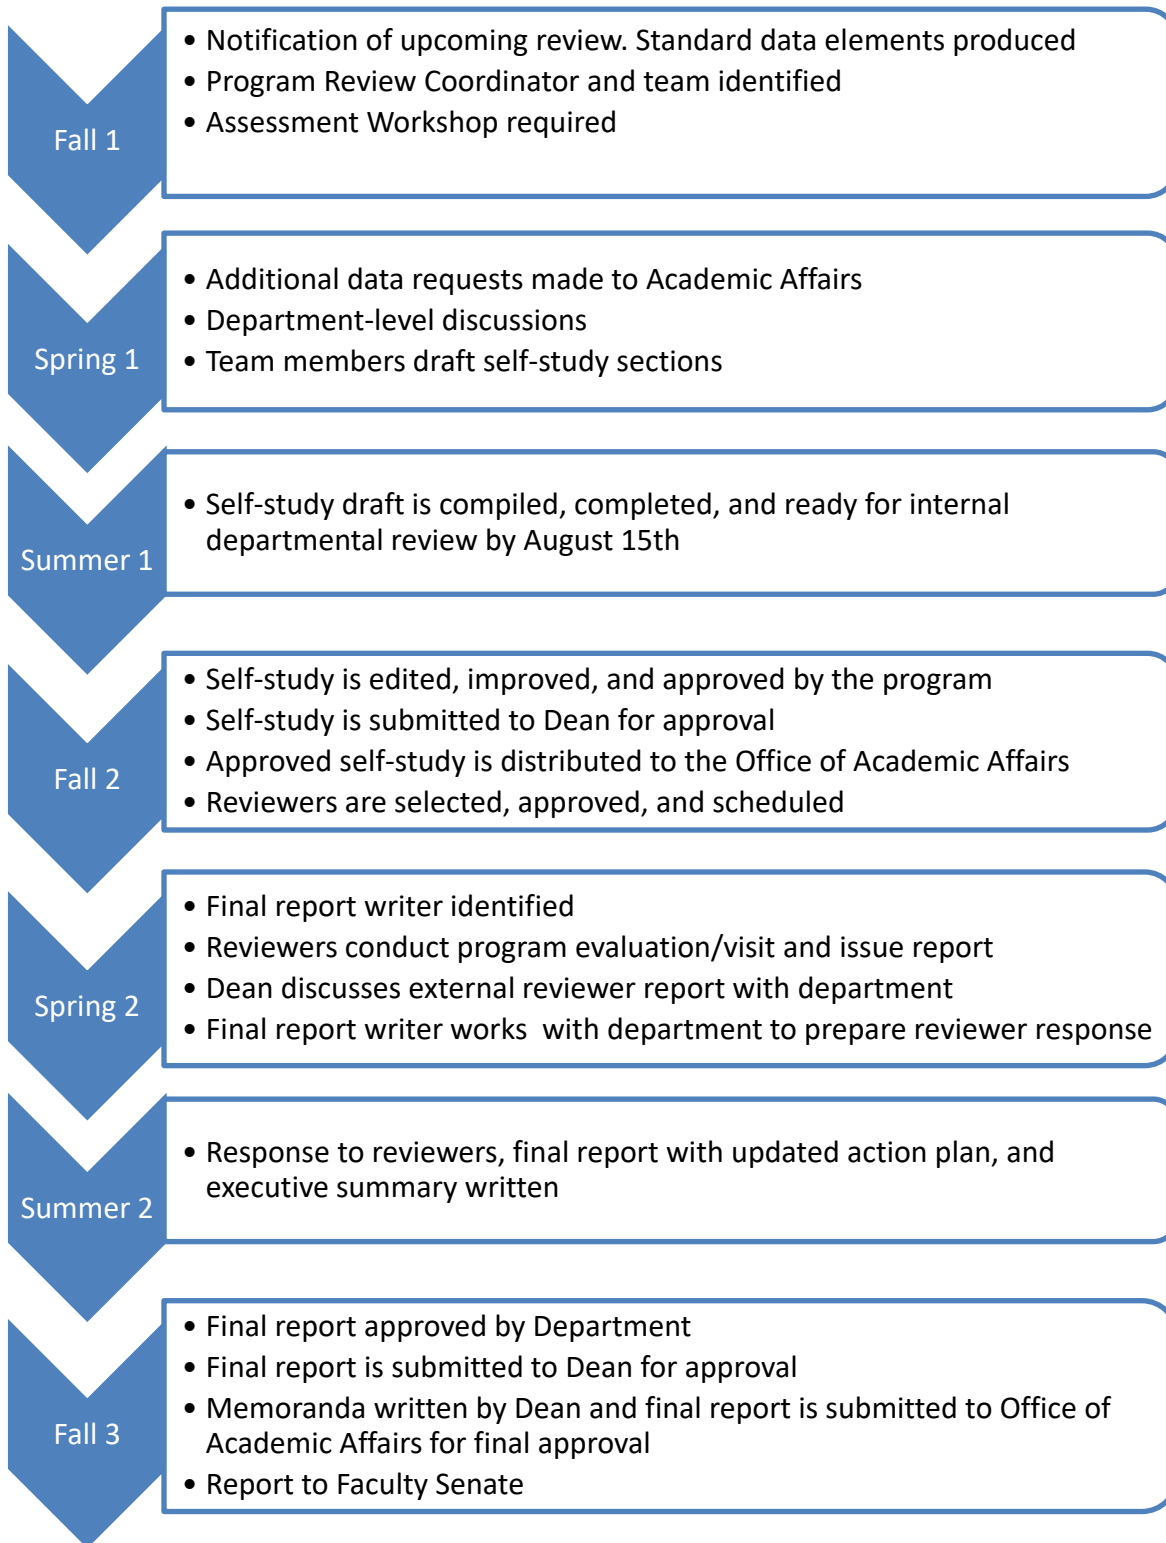 Fall 1
• Notification of upcoming review. Standard data elements produced
• Program Review Coordinator and team identified
• Assessment Workshop required
Spring 1
• Additional data requests made to Academic Affairs
• Department-level discussions
• Team members draft self-study sections
Summer 1
• Self-study draft is compiled, completed, and ready for internal
departmental review by August 15th
Fall 2
• Self-study is edited, improved, and approved by the program
• Self-study is submitted to Dean for approval
• Approved self-study is distributed to the Office of Academic Affairs
• Reviewers are selected, approved, and scheduled
Spring 2
• Final report writer identified
• Reviewers conduct program evaluation/visit and issue report
• Dean discusses external reviewer report with department
• Final report writer works  with department to prepare reviewer response
Summer 2
• Response to reviewers, final report with updated action plan, and
executive summary written
Fall 3
• Final report approved by Department
• Final report is submitted to Dean for approval
• Memoranda written by Dean and final report is submitted to Office of
Academic Affairs for final approval
• Report to Faculty Senate